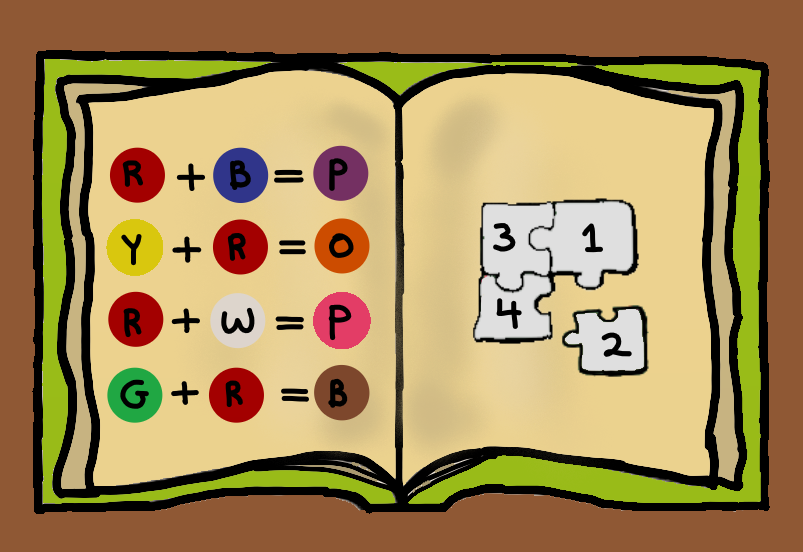 R + B = P
Y + R = O
R + W = P
G + R = B
3 1
4
2